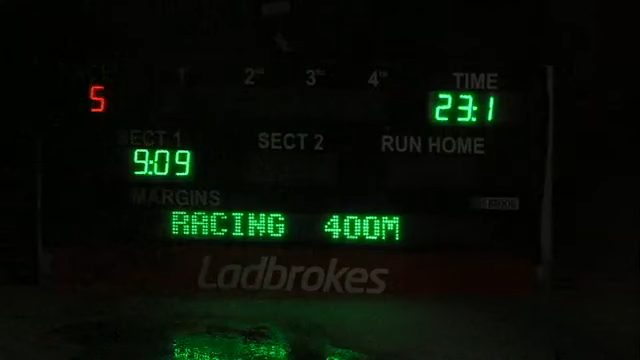 1ST 2ND 3RD 4TH TIME
5 23:1
SECT 1 SECT 2 RUN HOME
9:09
MARGINS
RACING 400M
Ladbrokes